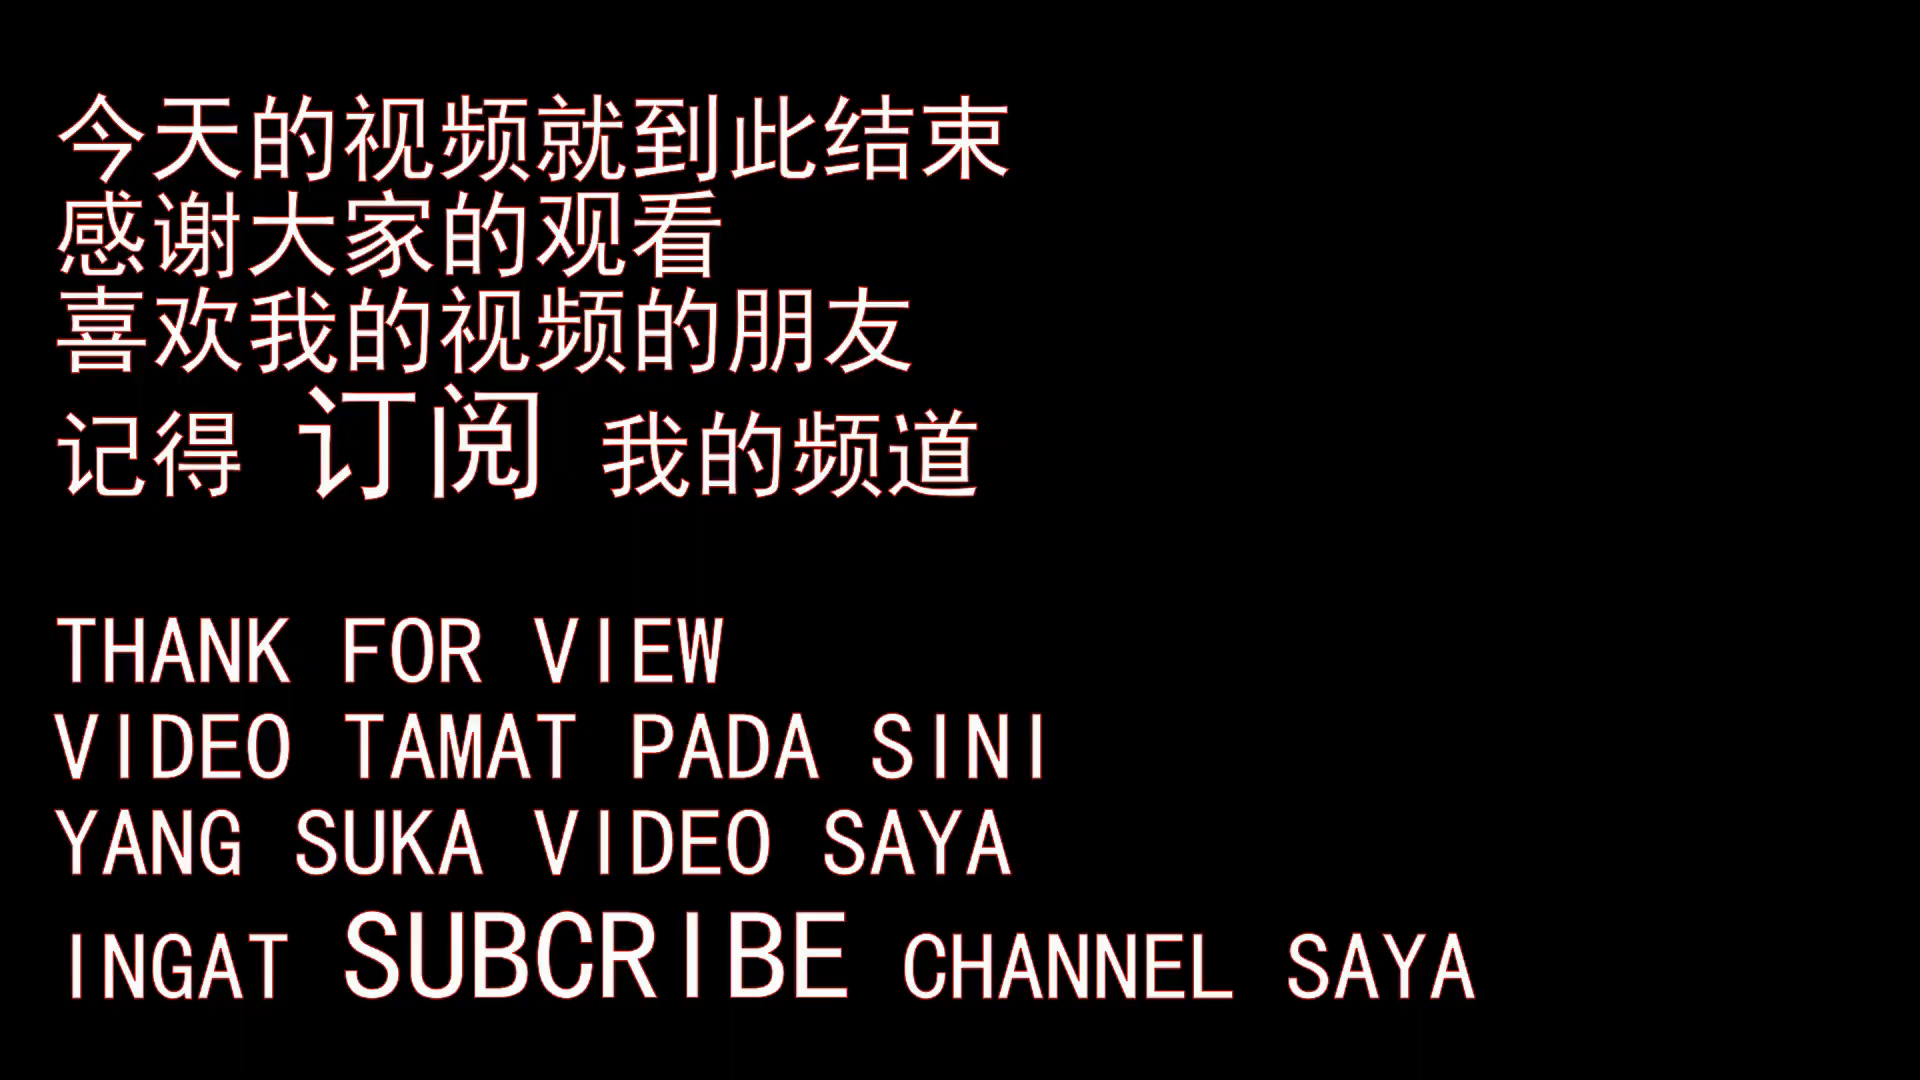 今天的视频就到此结束
感谢大家的观看
喜欢我的视频的朋友
记得 订阅 我的频道
THANK FOR VIEW
VIDEO TAMAT PADA SINI
YANG SUKA VIDEO SAYA
INGAT SUBCRIBE CHANNEL SAYA